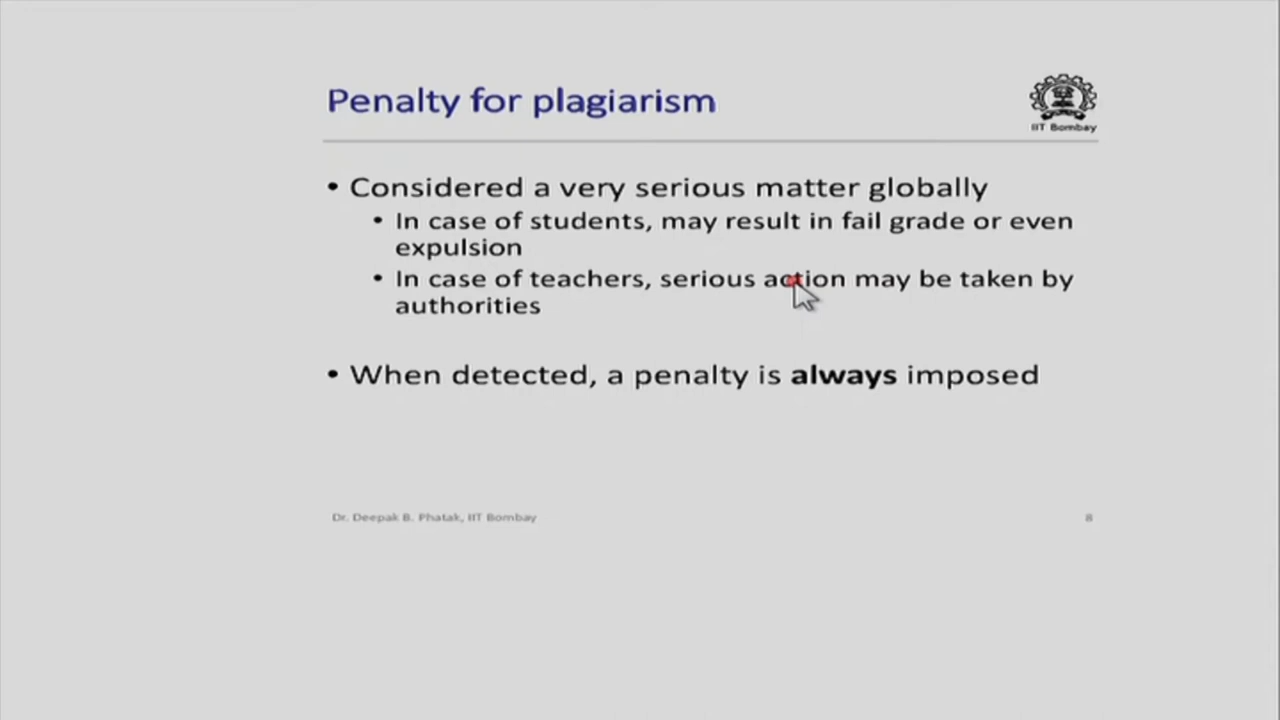 Penalty for plagiarism
IIT Bombay
• Considered a very serious matter globally
• In case of students, may result in fail grade or even
expulsion
• In case of teachers, serious action may be taken by
authorities
• When detected, a penalty is always imposed
Dr. Deepak B. Phatak, IIT Bombay
8